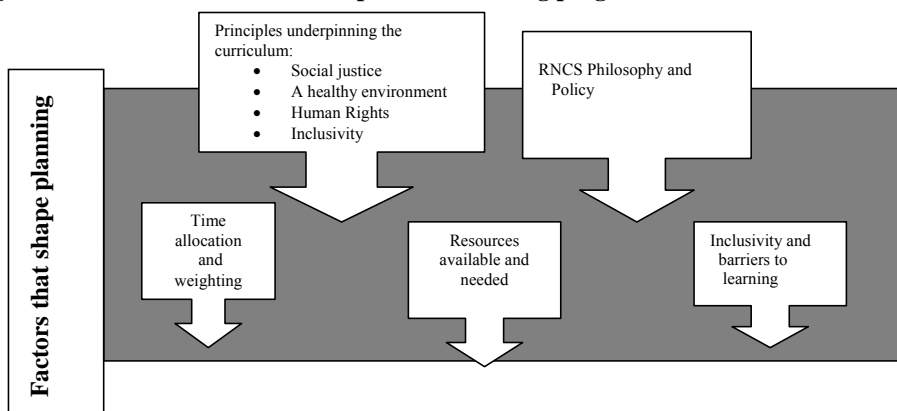 Principles underpinning the
curriculum:
• Social justice
• A healthy environment
• Human Rights
• Inclusivity
RNCS Philosophy and
Policy
Factors that shape planning
Time
allocation
and
weighting
Resources
available and
needed
Inclusivity and
barriers to
learning